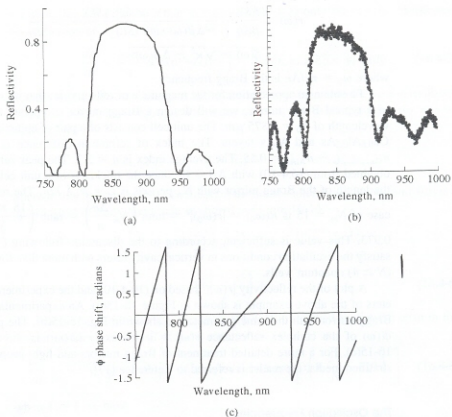 Reflectivity
0.8
0.4
750 800 850 900 950 1000
Wavelength, nm
(a)
Reflectivity
750 800 850 900 950 1000
Wavelength, nm
(b)
φ phase shift, radians
1.5
0.5
-0.5
-1
-1.5
800 850 900 950 1000
Wavelength, nm
(c)